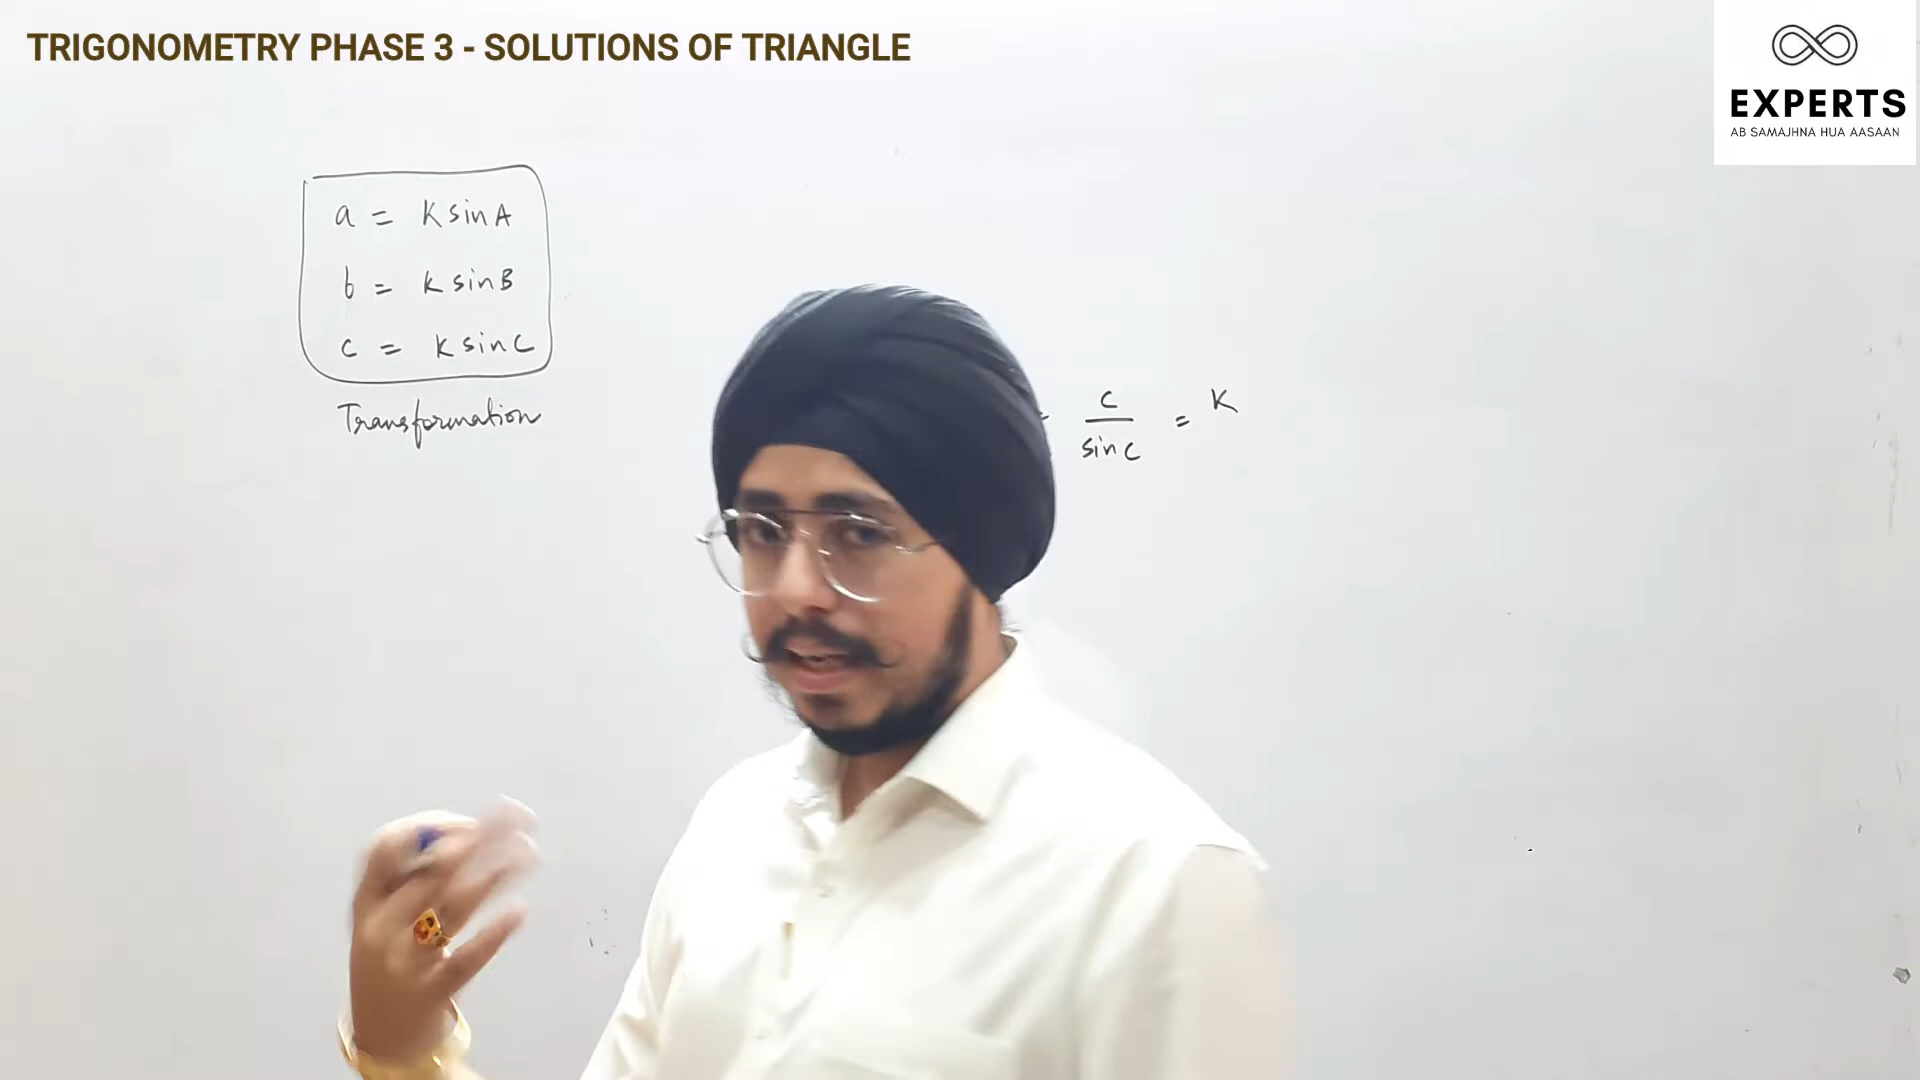 TRIGONOMETRY PHASE 3 - SOLUTIONS OF TRIANGLE
EXPERTS
AB SAMAJHNA HUA AASAAN
a = K sin A
b = K sin B
c = K sin C
Transformation
= c / sin C = K